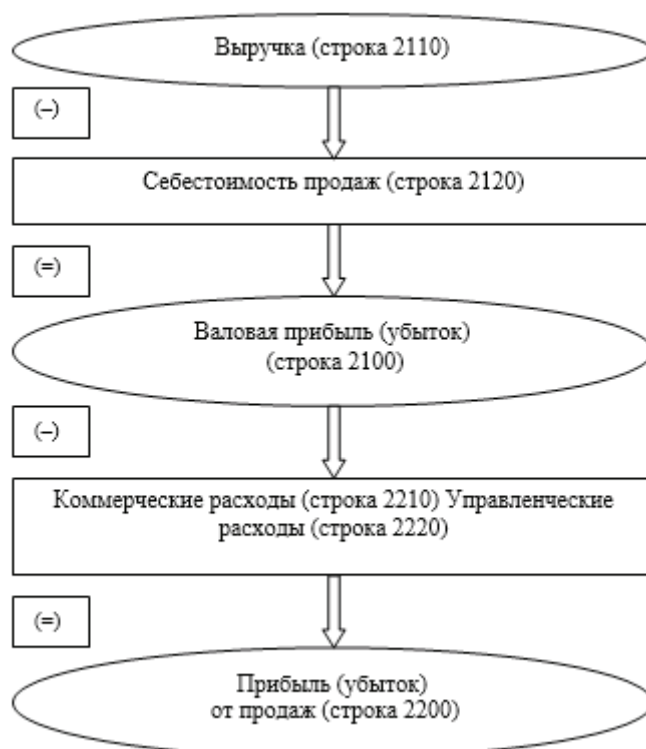 Выручка (строка 2110)
(–)
Себестоимость продаж (строка 2120)
(=)
Валовая прибыль (убыток)
(строка 2100)
(–)
Коммерческие расходы (строка 2210) Управленческие
расходы (строка 2220)
(=)
Прибыль (убыток)
от продаж (строка 2200)